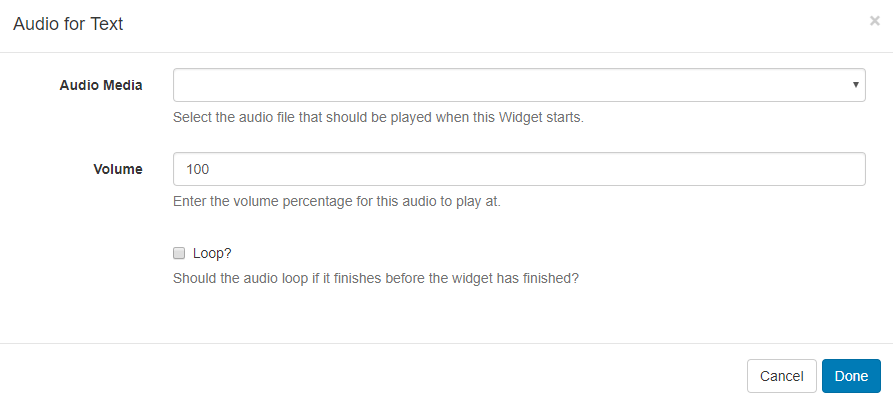 Audio for Text
×
Audio Media
Select the audio file that should be played when this Widget starts.
Volume
100
Enter the volume percentage for this audio to play at.
Loop?
Should the audio loop if it finishes before the widget has finished?
Cancel Done